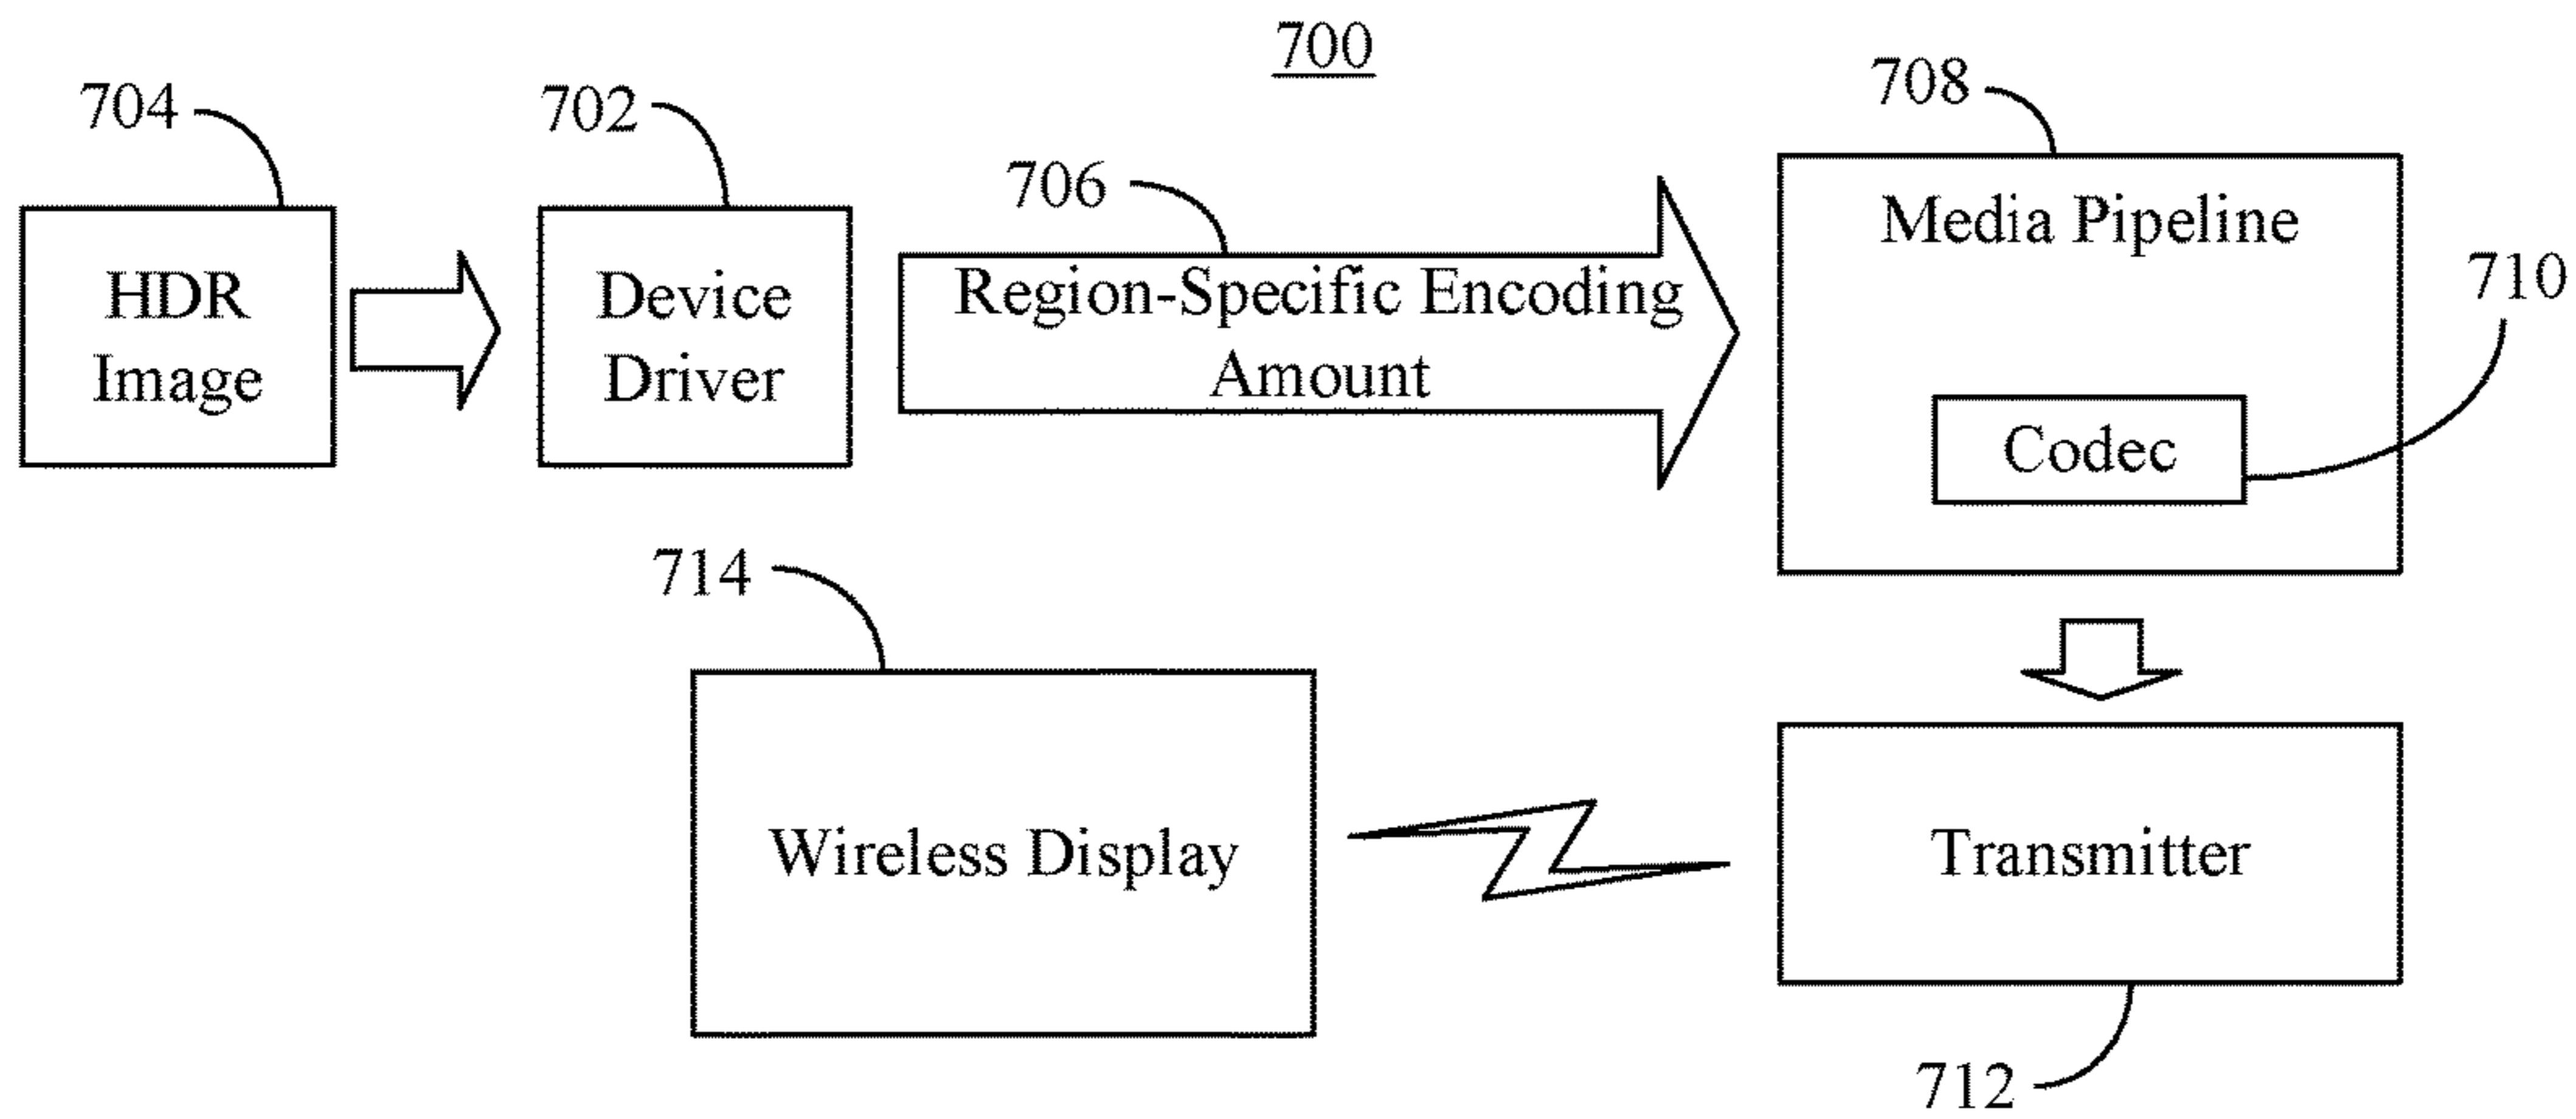 700
704
702
706
708
HDR
Image
Device
Driver
Region-Specific Encoding
Amount
Media Pipeline
710
Codec
714
Wireless Display
Transmitter
712